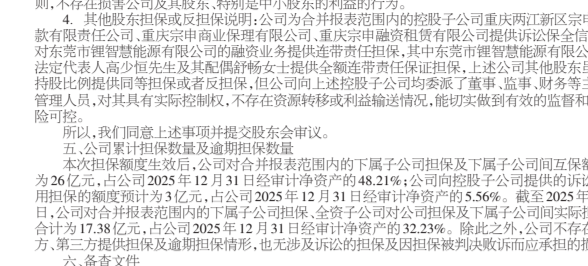 则,不存在损害公司及其股东、特别是中小股东的利益的行为。
4. 其他股东担保或反担保说明:公司为合并报表范围内的控股子公司重庆两江新区宗申
款有限责任公司、重庆宗申商业保理有限公司、重庆宗申融资租赁有限公司提供诉讼保全信
对东莞市锂智慧能源有限公司的融资业务提供连带责任担保,其中东莞市锂智慧能源有限公
法定代表人高少恒先生及其配偶舒畅女士提供全额连带责任保证担保,上述公司其他股东虽
持股比例提供同等担保或者反担保,但公司向上述控股子公司均委派了董事、监事、财务等主
管理人员,对其具有实际控制权,不存在资源转移或利益输送情况,能切实做到有效的监督和
险可控。
所以,我们同意上述事项并提交股东会审议。
五、公司累计担保数量及逾期担保数量
本次担保额度生效后,公司对合并报表范围内的下属子公司担保及下属子公司间互保额
为26亿元,占公司2025年12月31日经审计净资产的48.21%;公司向控股子公司提供的诉讼
用担保的额度预计为3亿元,占公司2025年12月31日经审计净资产的5.56%。截至2025年
日,公司对合并报表范围内的下属子公司担保、全资子公司对公司担保及下属子公司间实际担
合计为17.38亿元,占公司2025年12月31日经审计净资产的32.23%。除此之外,公司不存在
方、第三方提供担保及逾期担保情形,也无涉及诉讼的担保及因担保被判决败诉而应承担的担
六、备查文件